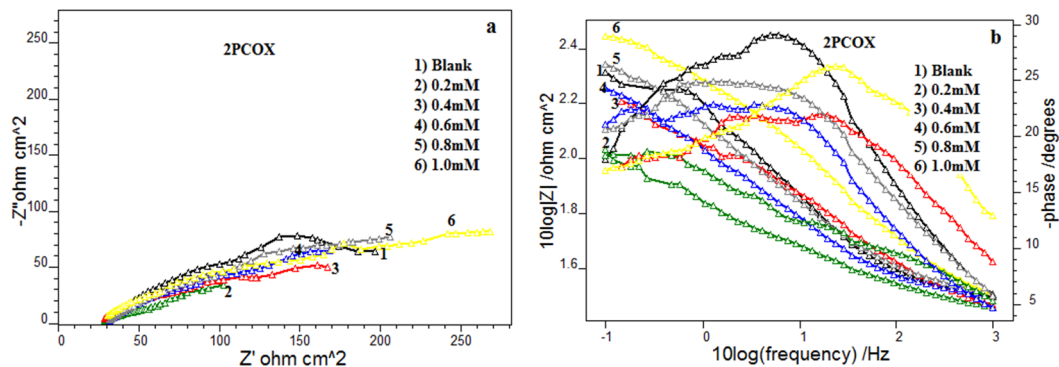 a
2PCOX
1) Blank
2) 0.2mM
3) 0.4mM
4) 0.6mM
5) 0.8mM
6) 1.0mM
250
200
150
100
50
0
-Z'' ohm cm^2
0 50 100 150 200 250
Z' ohm cm^2
1
2
3
4
5
6
b
2PCOX
1) Blank
2) 0.2mM
3) 0.4mM
4) 0.6mM
5) 0.8mM
6) 1.0mM
2.4
2.2
2.0
1.8
1.6
10log|Z| /ohm cm^2
30
25
20
15
10
5
-phase /degrees
-1 0 1 2 3
10log(frequency) /Hz
6
5
1
4
3
2